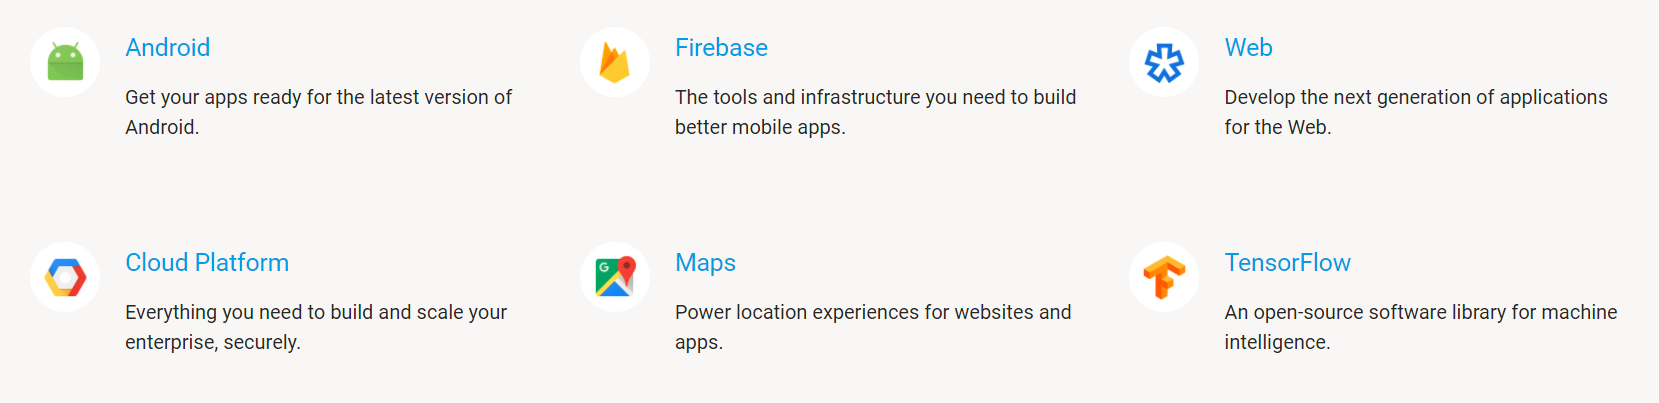 Android
Get your apps ready for the latest version of
Android.
Firebase
The tools and infrastructure you need to build
better mobile apps.
Web
Develop the next generation of applications
for the Web.
Cloud Platform
Everything you need to build and scale your
enterprise, securely.
G
Maps
Power location experiences for websites and
apps.
TensorFlow
An open-source software library for machine
intelligence.